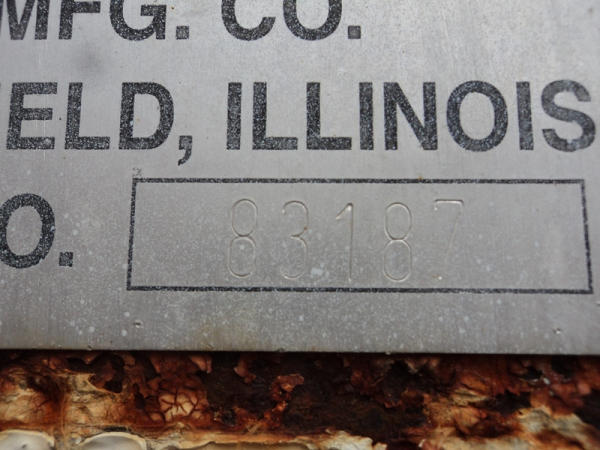 MFG. CO.
ELD, ILLINOIS
O. 83187